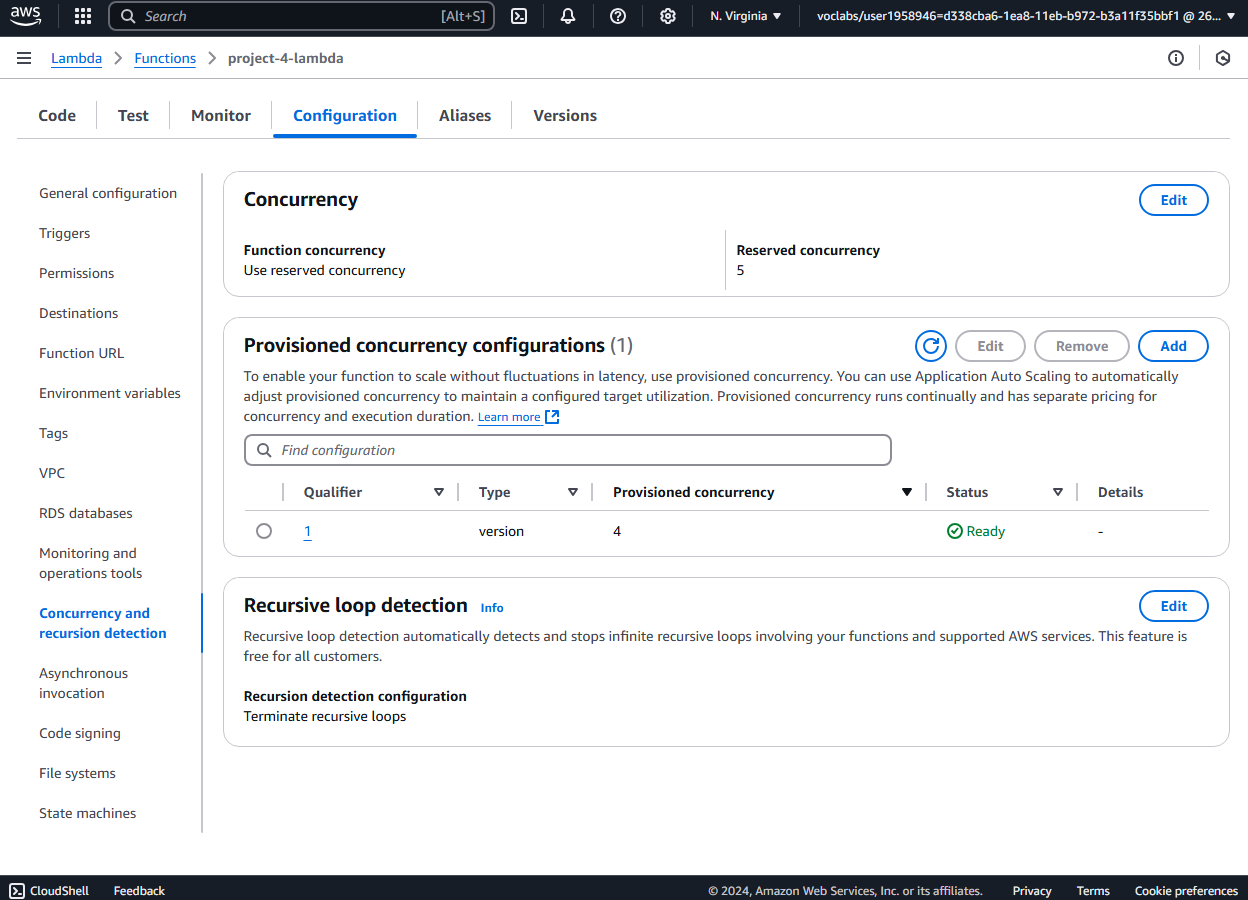 aws
Search [Alt+S]
N. Virginia
voclabs/user1958946=d338cba6-1ea8-11eb-b972-b3a11f35bbf1 @ 26...
Lambda > Functions > project-4-lambda
Code Test Monitor Configuration Aliases Versions
General configuration
Triggers
Permissions
Destinations
Function URL
Environment variables
Tags
VPC
RDS databases
Monitoring and
operations tools
Concurrency and
recursion detection
Asynchronous
invocation
Code signing
File systems
State machines
Concurrency
Edit
Function concurrency
Use reserved concurrency
Reserved concurrency
5
Provisioned concurrency configurations (1)
Edit Remove Add
To enable your function to scale without fluctuations in latency, use provisioned concurrency. You can use Application Auto Scaling to automatically
adjust provisioned concurrency to maintain a configured target utilization. Provisioned concurrency runs continually and has separate pricing for
concurrency and execution duration. Learn more
Find configuration
Qualifier Type Provisioned concurrency Status Details
1 version 4 Ready -
Recursive loop detection Info
Edit
Recursive loop detection automatically detects and stops infinite recursive loops involving your functions and supported AWS services. This feature is
free for all customers.
Recursion detection configuration
Terminate recursive loops
CloudShell Feedback
© 2024, Amazon Web Services, Inc. or its affiliates. Privacy Terms Cookie preferences